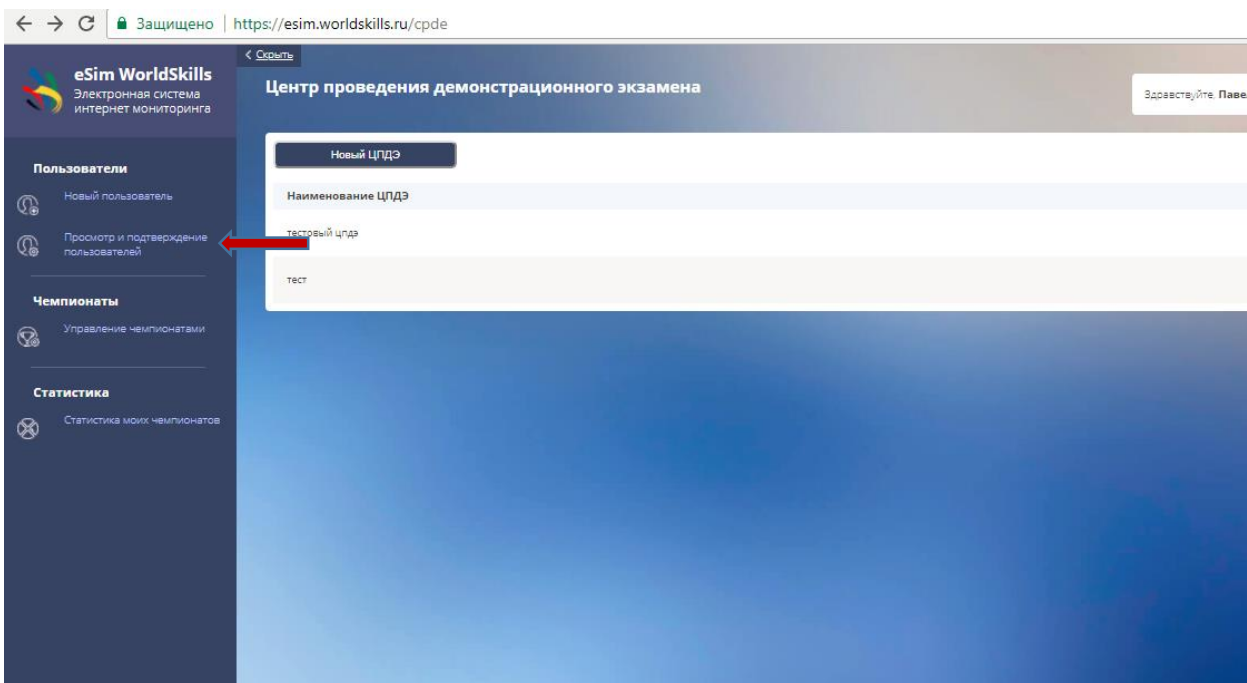 Защищено | https://esim.worldskills.ru/cpde
< Скрыть
eSim WorldSkills
Электронная система
интернет мониторинга
Центр проведения демонстрационного экзамена
Здравствуйте, Паве
Пользователи
Новый пользователь
Просмотр и подтверждение
пользователей
Чемпионаты
Управление чемпионатами
Статистика
Статистика моих чемпионатов
Новый ЦПДЭ
Наименование ЦПДЭ
тестовый цпдэ
тест